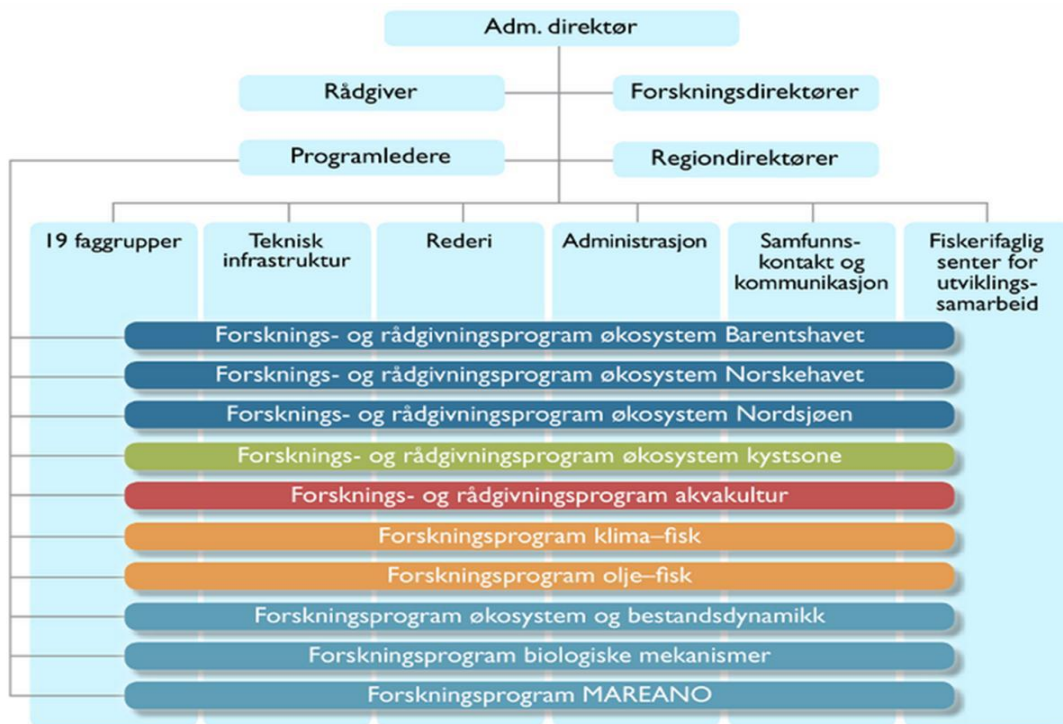 Adm. direktør
Rådgiver
Forskningsdirektører
Programledere
Regiondirektører
19 faggrupper
Teknisk
infrastruktur
Rederi
Administrasjon
Samfunns-
kontakt og
kommunikasjon
Fiskerifaglig
senter for
utviklings-
samarbeid
Forsknings- og rådgivningsprogram økosystem Barentshavet
Forsknings- og rådgivningsprogram økosystem Norskehavet
Forsknings- og rådgivningsprogram økosystem Nordsjøen
Forsknings- og rådgivningsprogram økosystem kystsone
Forsknings- og rådgivningsprogram akvakultur
Forskningsprogram klima–fisk
Forskningsprogram olje–fisk
Forskningsprogram økosystem og bestandsdynamikk
Forskningsprogram biologiske mekanismer
Forskningsprogram MAREANO